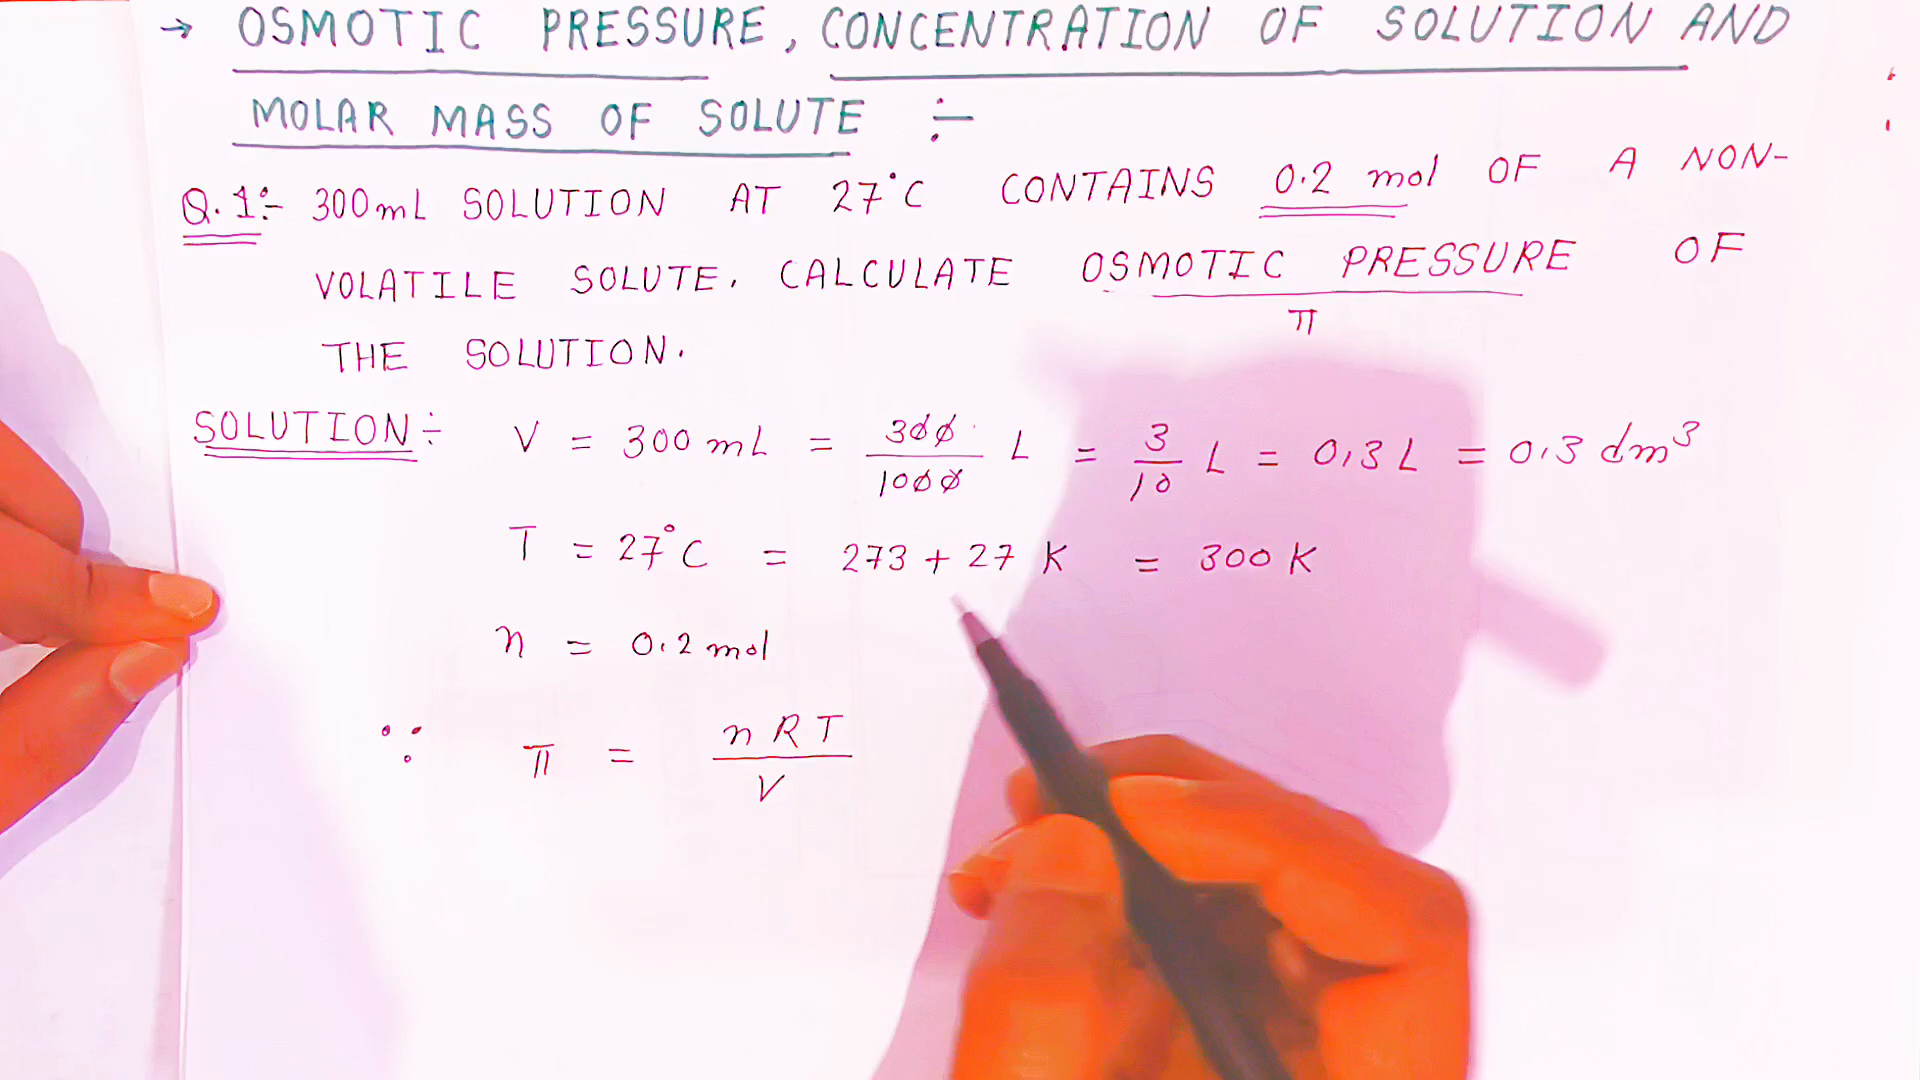 → OSMOTIC PRESSURE, CONCENTRATION OF SOLUTION AND
MOLAR MASS OF SOLUTE :-
Q.1:- 300mL SOLUTION AT 27°C CONTAINS 0.2 mol OF A NON-
VOLATILE SOLUTE. CALCULATE OSMOTIC PRESSURE OF
π
THE SOLUTION.
SOLUTION:- V = 300 mL = 300/1000 L = 3/10 L = 0.3 L = 0.3 dm³
T = 27°C = 273 + 27 K = 300 K
n = 0.2 mol
∵ π = nRT/V